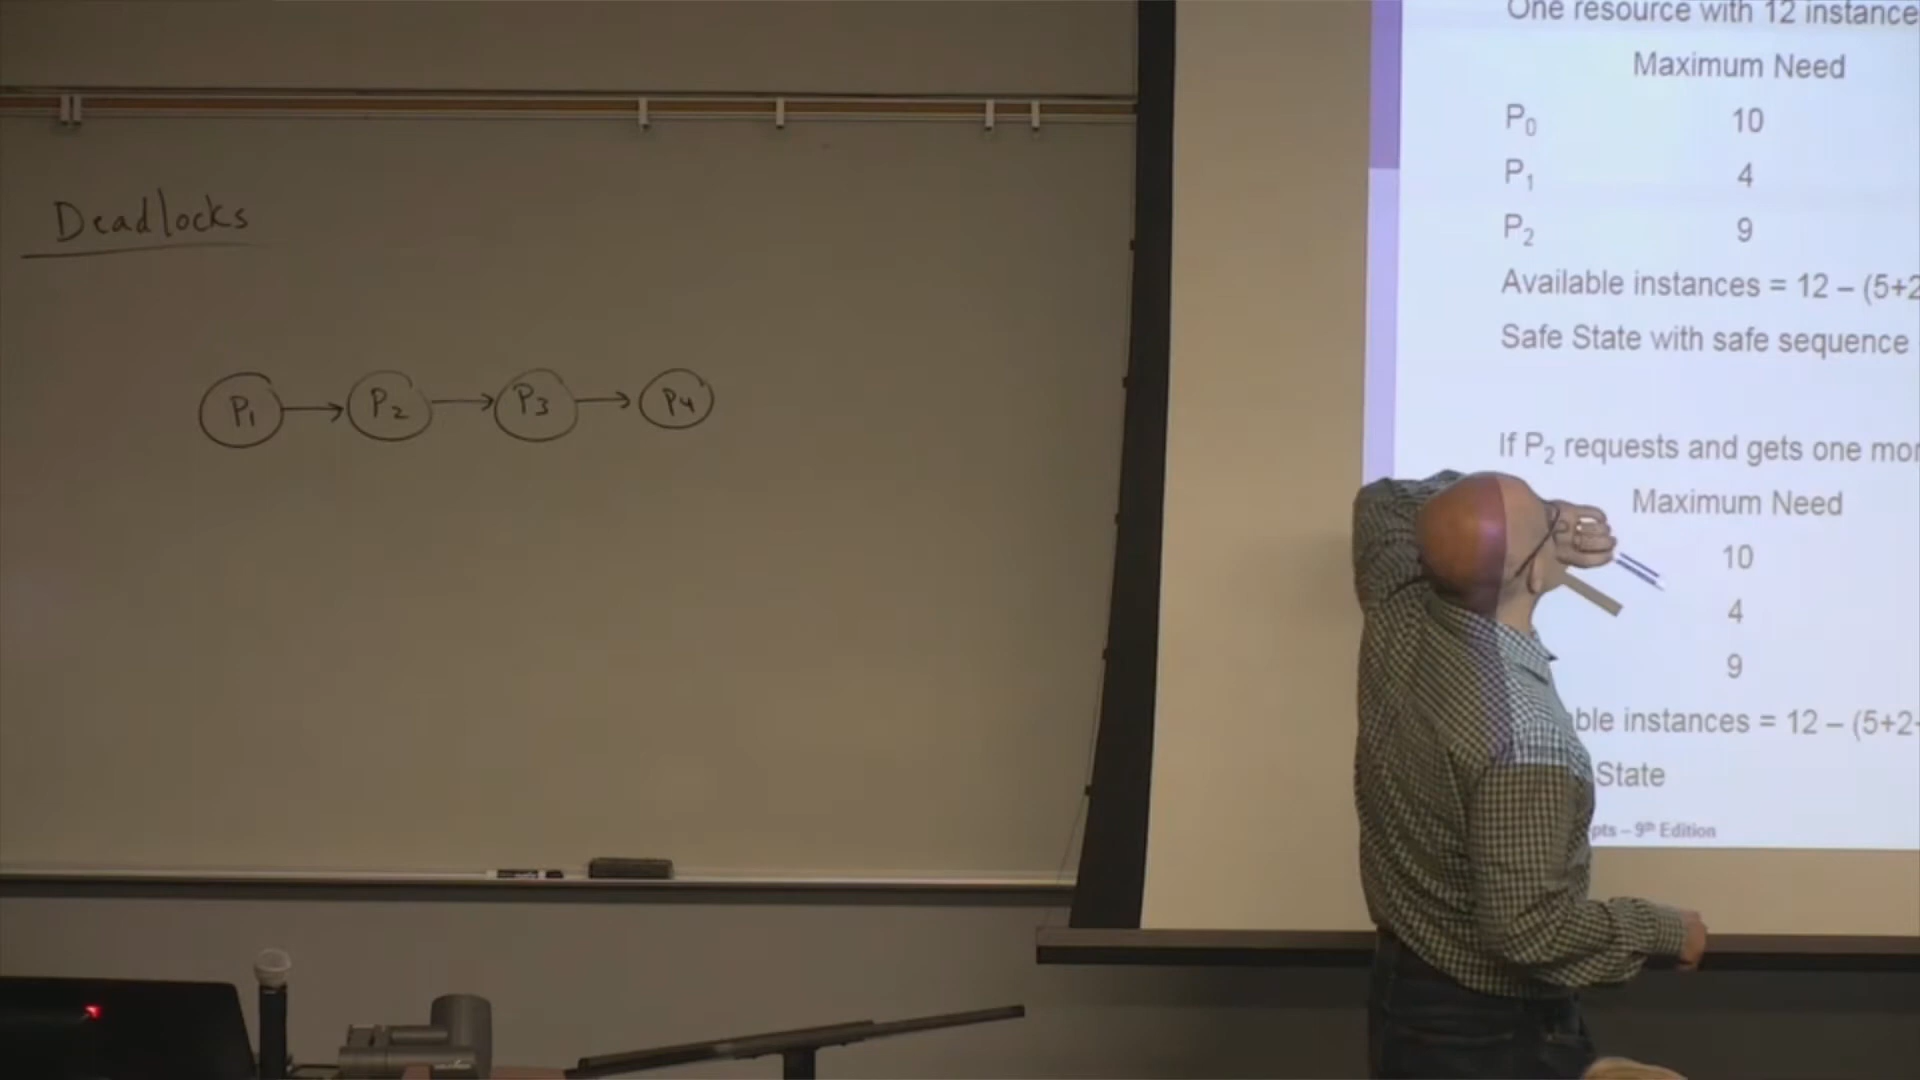 Deadlocks
P1 → P2 → P3 → P4
One resource with 12 instance
Maximum Need
P0 10
P1 4
P2 9
Available instances = 12 – (5+2
Safe State with safe sequence
If P2 requests and gets one mor
Maximum Need
10
4
9
ble instances = 12 – (5+2
State
pts – 9th Edition